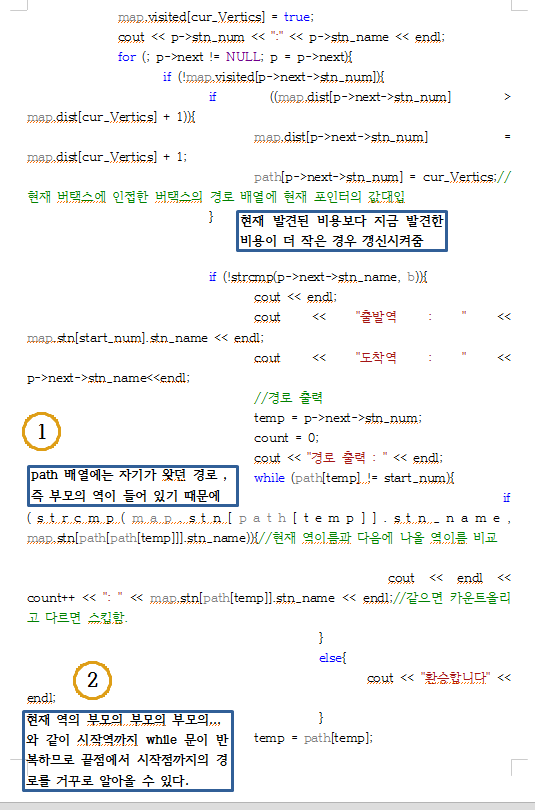 map.visited[cur_Vertics] = true;
cout << p->stn_num << ":" << p->stn_name << endl;
for (; p->next != NULL; p = p->next){
if (!map.visited[p->next->stn_num]){
if ((map.dist[p->next->stn_num] >
map.dist[cur_Vertics] + 1)){
map.dist[p->next->stn_num] =
map.dist[cur_Vertics] + 1;
path[p->next->stn_num] = cur_Vertics;//
현재 버택스에 인접한 버택스의 경로 배열에 현재 포인터의 값대입
}
현재 발견된 비용보다 지금 발견한
비용이 더 작은 경우 갱신시켜줌
if (!strcmp(p->next->stn_name, b)){
cout << endl;
cout << "출발역 : " <<
map.stn[start_num].stn_name << endl;
cout << "도착역 : " <<
p->next->stn_name<<endl;
//경로 출력
temp = p->next->stn_num;
count = 0;
cout << "경로 출력 : " << endl;
while (path[temp] != start_num){
1
path 배열에는 자기가 왔던 경로 ,
즉 부모의 역이 들어 있기 때문에
if
(strcmp(map.stn[path[temp]].stn_name,
map.stn[path[path[temp]]].stn_name)){//현재 역이름과 다음에 나올 역이름 비교
cout << endl <<
count++ << ": " << map.stn[path[temp]].stn_name << endl;//같으면 카운트올리
고 다르면 스킵함.
}
else{
cout << "환승합니다" <<
endl;
}
temp = path[temp];
2
현재 역의 부모의 부모의 부모의...
와 같이 시작역까지 while 문이 반
복하므로 끝점에서 시작점까지의 경
로를 거꾸로 알아올 수 있다.